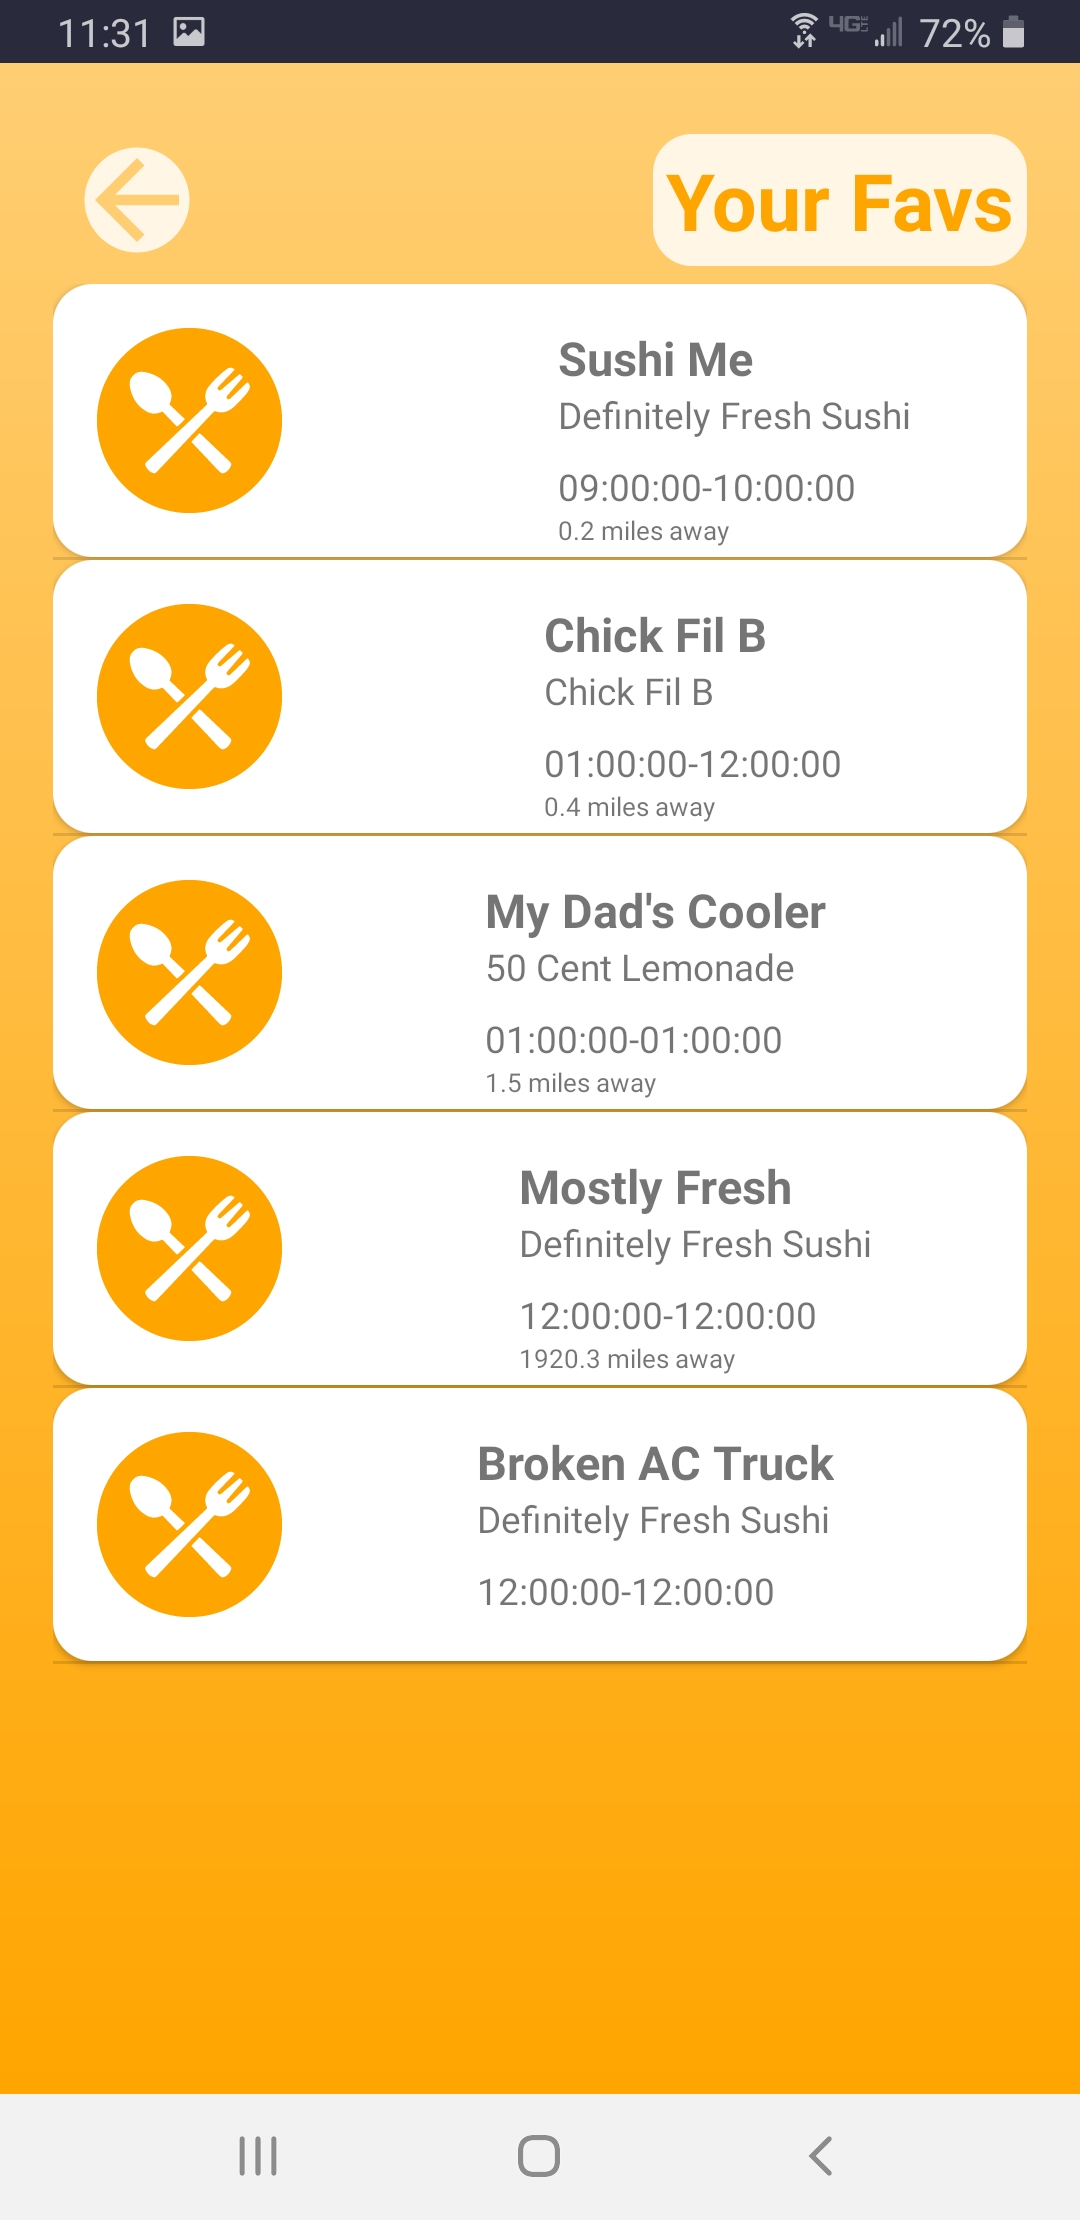 11:31 4G LTE 72%
Your Favs
Sushi Me
Definitely Fresh Sushi
09:00:00-10:00:00
0.2 miles away
Chick Fil B
Chick Fil B
01:00:00-12:00:00
0.4 miles away
My Dad's Cooler
50 Cent Lemonade
01:00:00-01:00:00
1.5 miles away
Mostly Fresh
Definitely Fresh Sushi
12:00:00-12:00:00
1920.3 miles away
Broken AC Truck
Definitely Fresh Sushi
12:00:00-12:00:00